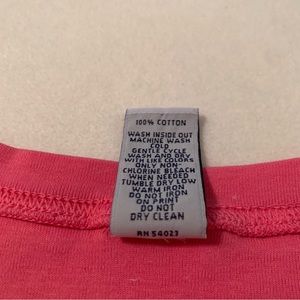 100% COTTON
WASH INSIDE OUT
MACHINE WASH
COLD
GENTLE CYCLE
WASH AND DRY
WITH LIKE COLORS
ONLY NON-
CHLORINE BLEACH
WHEN NEEDED
TUMBLE DRY LOW
WARM IRON
DO NOT IRON
ON PRINT
DO NOT
DRY CLEAN
RN 54023